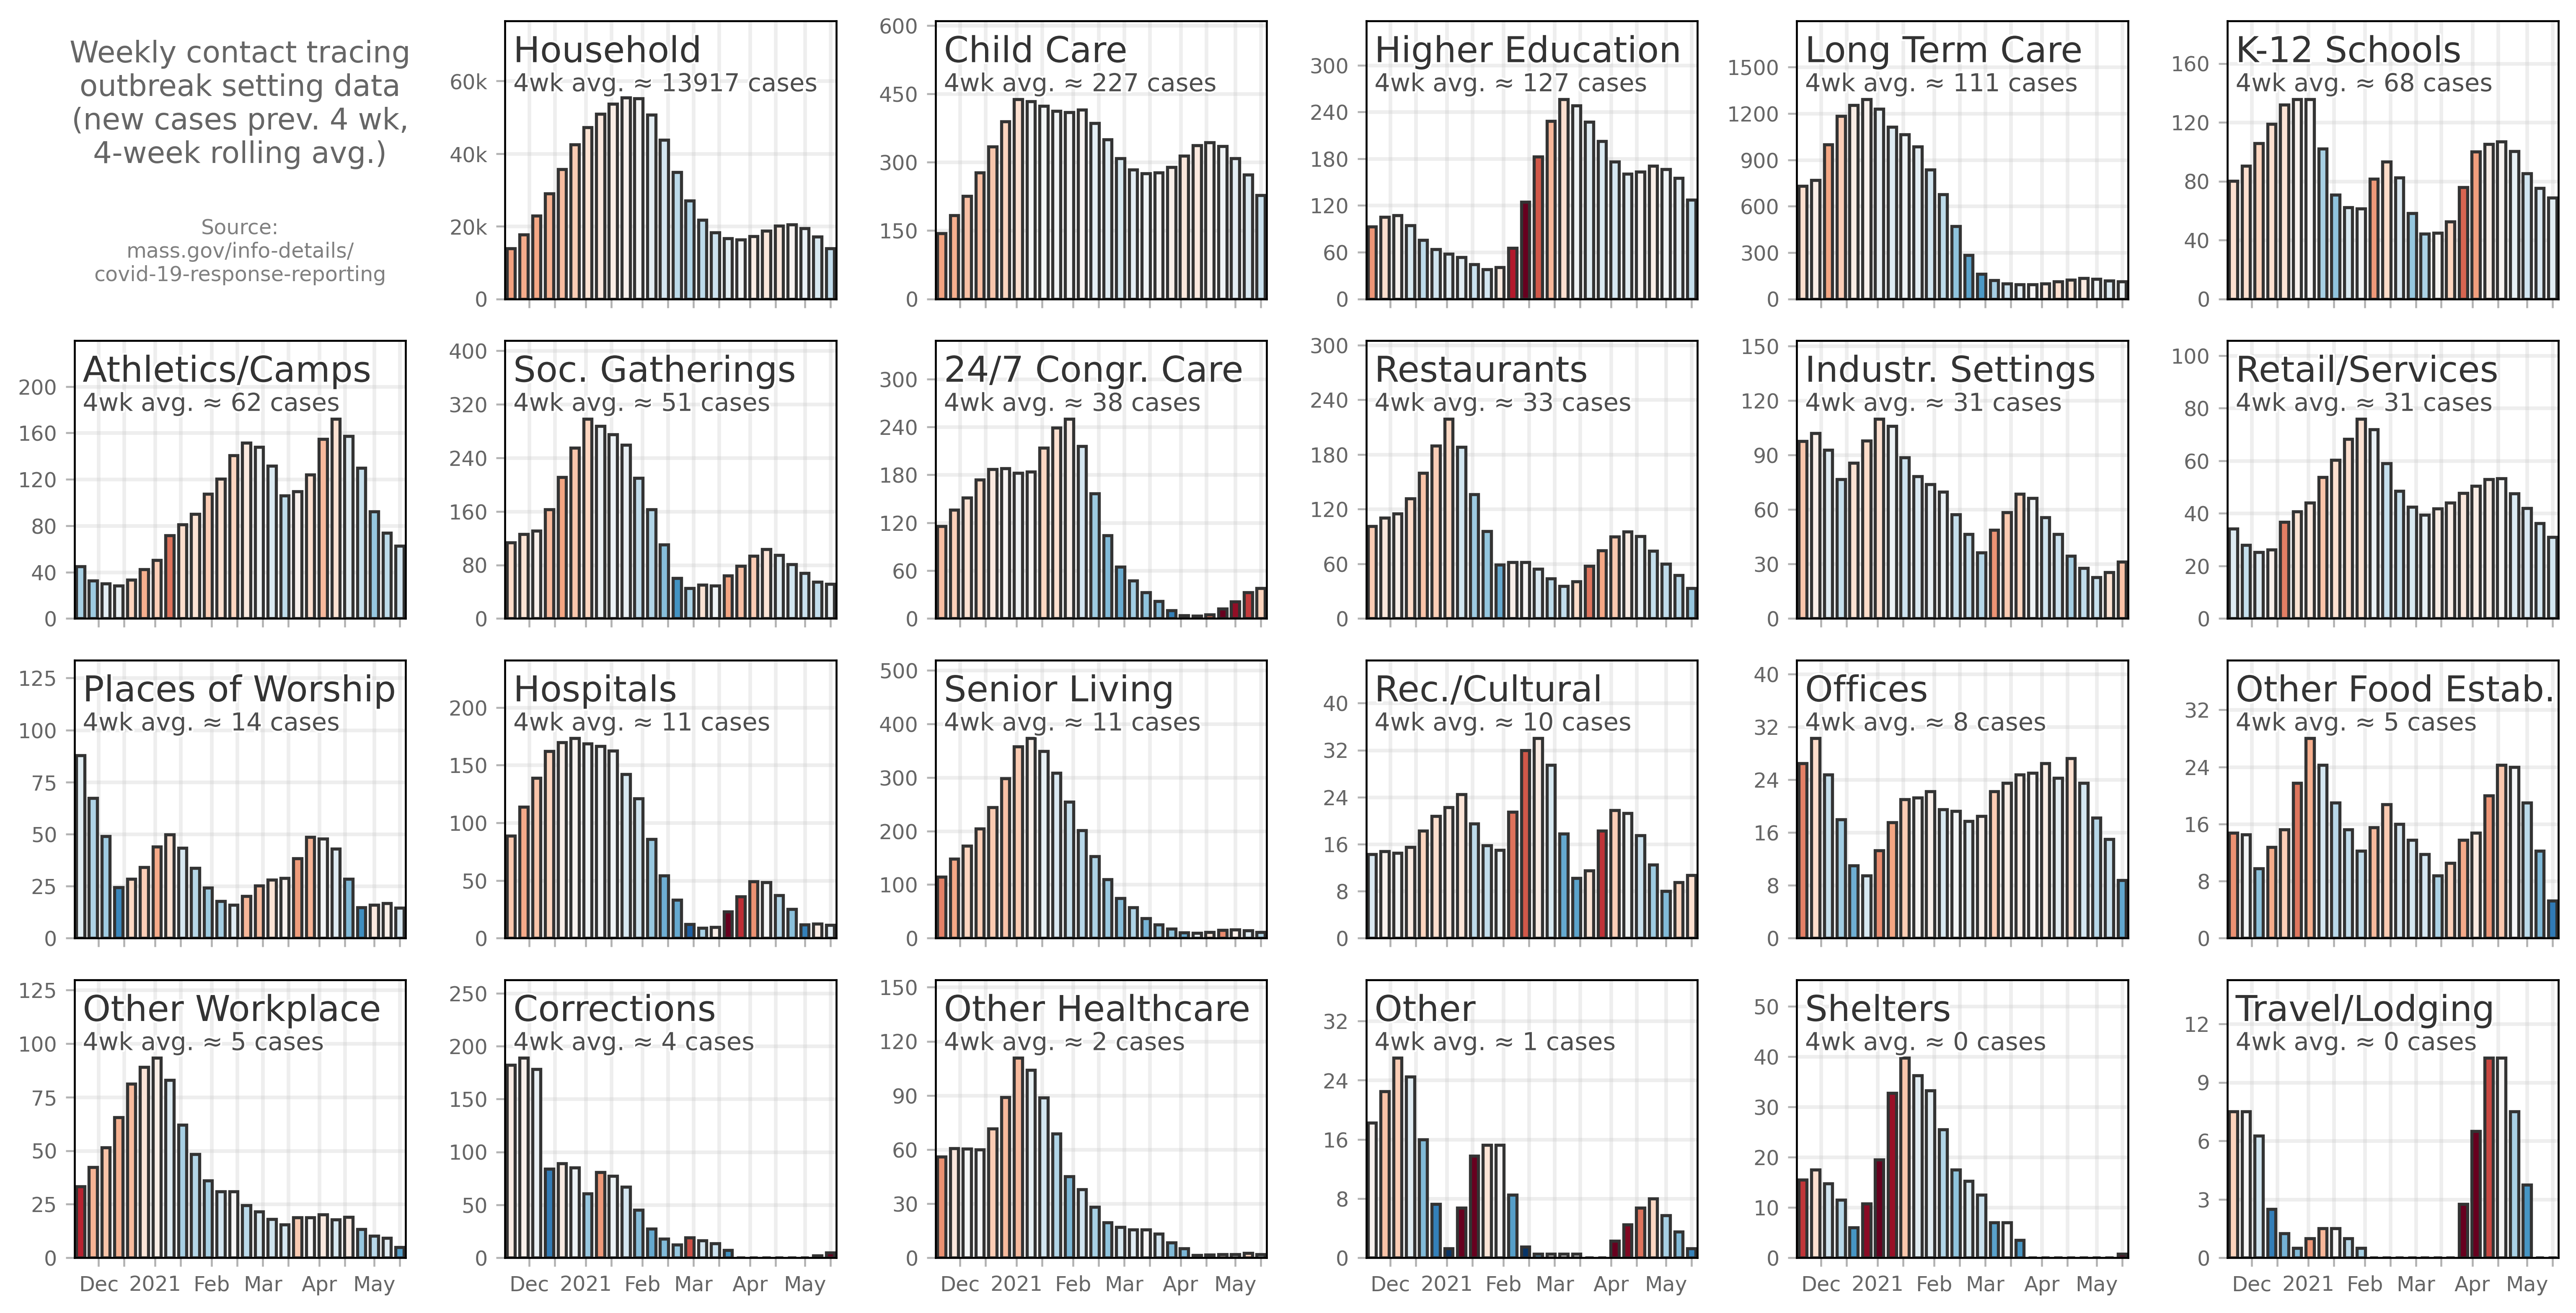 Weekly contact tracing
outbreak setting data
(new cases prev. 4 wk,
4-week rolling avg.)
Source:
mass.gov/info-details/
covid-19-response-reporting
Household
4wk avg. ≈ 13917 cases
60k
40k
20k
0
Child Care
4wk avg. ≈ 227 cases
600
450
300
150
0
Higher Education
4wk avg. ≈ 127 cases
300
240
180
120
60
0
Long Term Care
4wk avg. ≈ 111 cases
1500
1200
900
600
300
0
K-12 Schools
4wk avg. ≈ 68 cases
160
120
80
40
0
Athletics/Camps
4wk avg. ≈ 62 cases
200
160
120
80
40
0
Soc. Gatherings
4wk avg. ≈ 51 cases
400
320
240
160
80
0
24/7 Congr. Care
4wk avg. ≈ 38 cases
300
240
180
120
60
0
Restaurants
4wk avg. ≈ 33 cases
300
240
180
120
60
0
Industr. Settings
4wk avg. ≈ 31 cases
150
120
90
60
30
0
Retail/Services
4wk avg. ≈ 31 cases
100
80
60
40
20
0
Places of Worship
4wk avg. ≈ 14 cases
125
100
75
50
25
0
Hospitals
4wk avg. ≈ 11 cases
200
150
100
50
0
Senior Living
4wk avg. ≈ 11 cases
500
400
300
200
100
0
Rec./Cultural
4wk avg. ≈ 10 cases
40
32
24
16
8
0
Offices
4wk avg. ≈ 8 cases
40
32
24
16
8
0
Other Food Estab.
4wk avg. ≈ 5 cases
32
24
16
8
0
Other Workplace
4wk avg. ≈ 5 cases
125
100
75
50
25
0
Dec 2021 Feb Mar Apr May
Corrections
4wk avg. ≈ 4 cases
250
200
150
100
50
0
Dec 2021 Feb Mar Apr May
Other Healthcare
4wk avg. ≈ 2 cases
150
120
90
60
30
0
Dec 2021 Feb Mar Apr May
Other
4wk avg. ≈ 1 cases
32
24
16
8
0
Dec 2021 Feb Mar Apr May
Shelters
4wk avg. ≈ 0 cases
50
40
30
20
10
0
Dec 2021 Feb Mar Apr May
Travel/Lodging
4wk avg. ≈ 0 cases
12
9
6
3
0
Dec 2021 Feb Mar Apr May